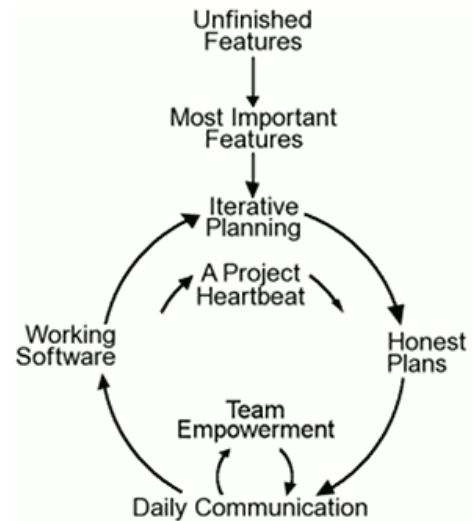 Unfinished
Features
Most Important
Features
Iterative
Planning
A Project
Heartbeat
Working
Software
Honest
Plans
Team
Empowerment
Daily Communication